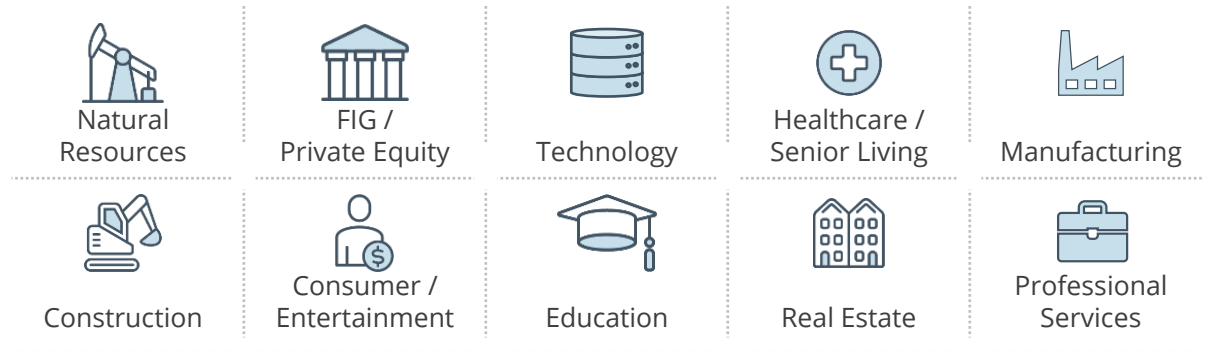 Natural
Resources
FIG /
Private Equity
Technology
Healthcare /
Senior Living
Manufacturing
Construction
Consumer /
Entertainment
Education
Real Estate
Professional
Services